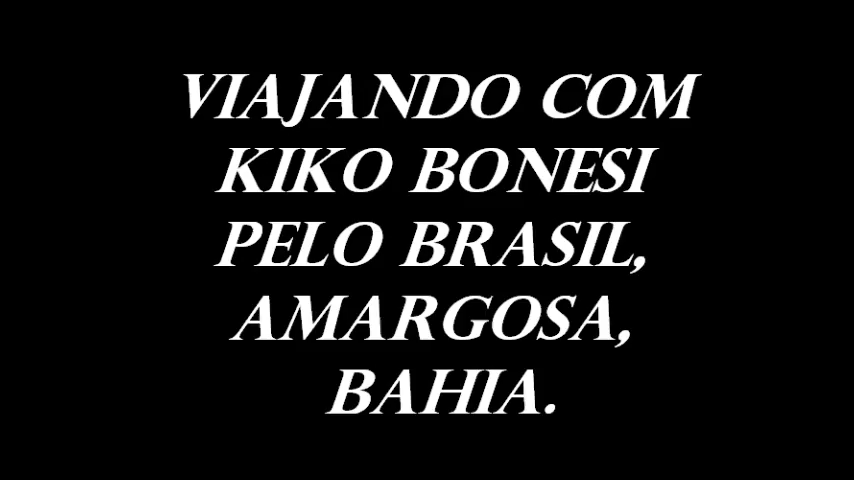 VIAJANDO COM
KIKO BONESI
PELO BRASIL,
AMARGOSA,
BAHIA.